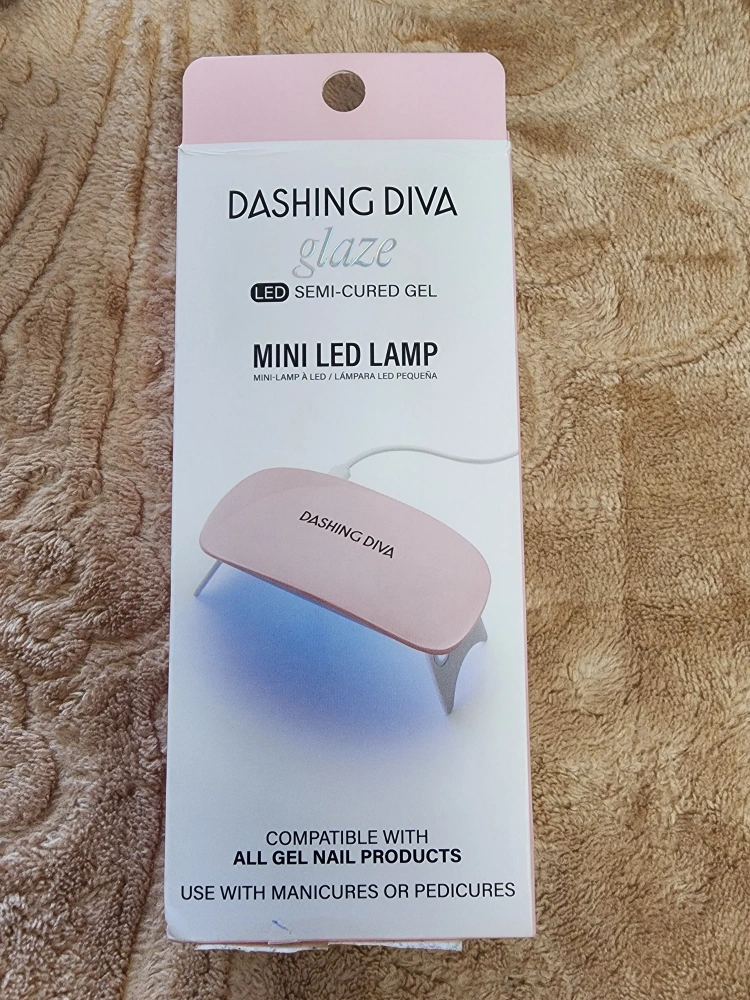 DASHING DIVA
glaze
LED SEMI-CURED GEL
MINI LED LAMP
MINI-LAMP À LED / LÁMPARA LED PEQUEÑA
DASHING DIVA
COMPATIBLE WITH
ALL GEL NAIL PRODUCTS
USE WITH MANICURES OR PEDICURES